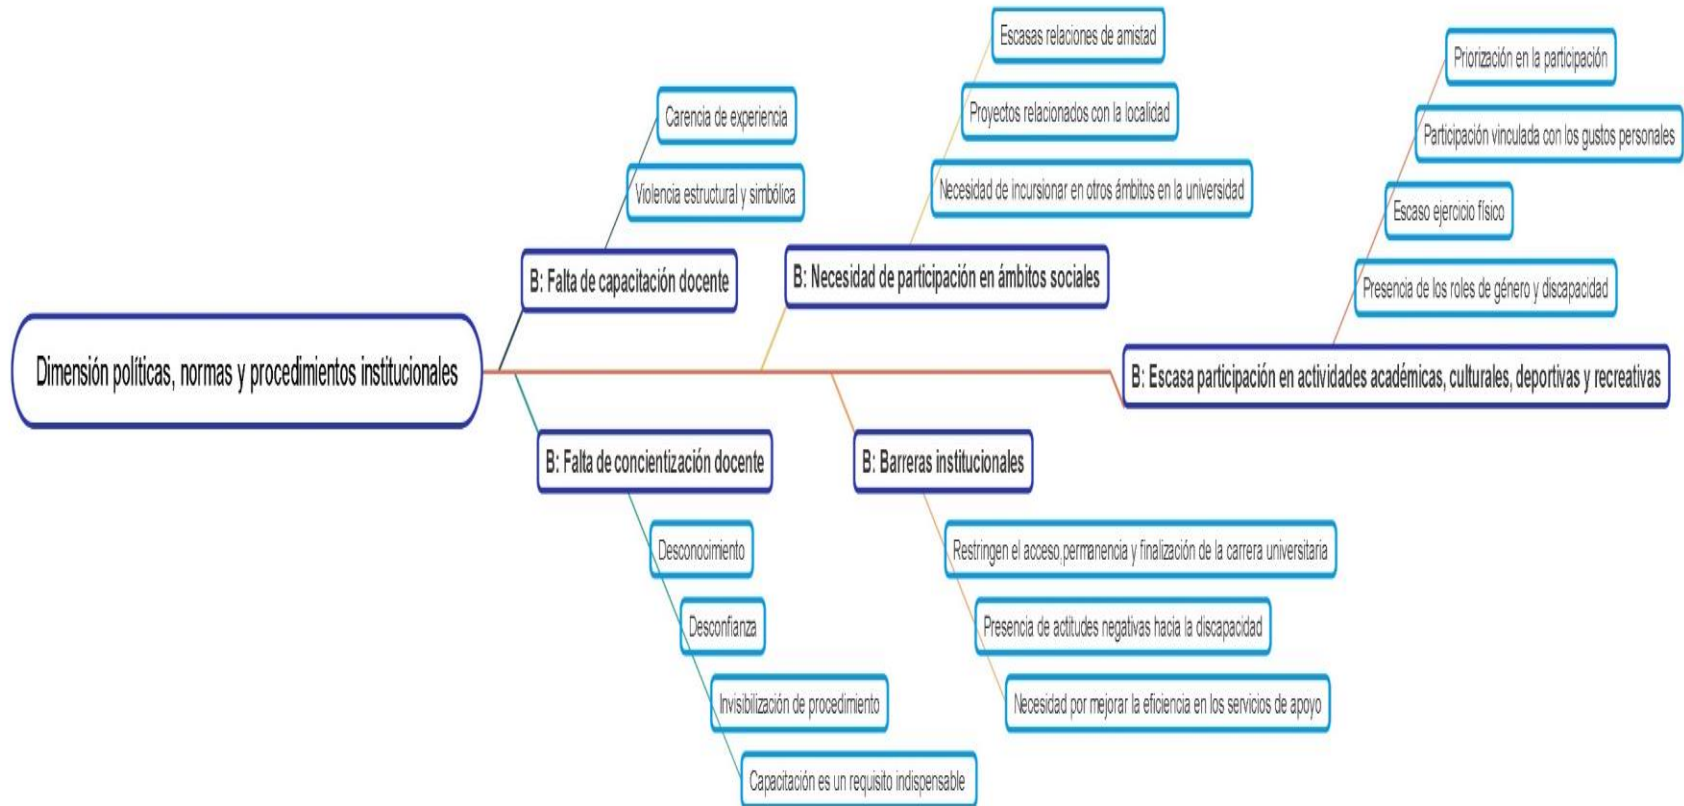 Dimensión políticas, normas y procedimientos institucionales
B: Falta de capacitación docente
Carencia de experiencia
Violencia estructural y simbólica
B: Necesidad de participación en ámbitos sociales
Escasas relaciones de amistad
Proyectos relacionados con la localidad
Necesidad de incursionar en otros ámbitos en la universidad
B: Escasa participación en actividades académicas, culturales, deportivas y recreativas
Priorización en la participación
Participación vinculada con los gustos personales
Escaso ejercicio físico
Presencia de los roles de género y discapacidad
B: Falta de concientización docente
Desconocimiento
Desconfianza
Invisibilización de procedimiento
Capacitación es un requisito indispensable
B: Barreras institucionales
Restringen el acceso,permanencia y finalización de la carrera universitaria
Presencia de actitudes negativas hacia la discapacidad
Necesidad por mejorar la eficiencia en los servicios de apoyo